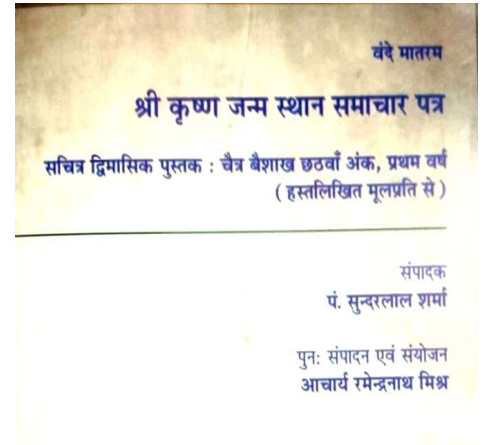 वंदे मातरम
श्री कृष्ण जन्म स्थान समाचार पत्र
सचित्र द्विमासिक पुस्तक : चैत्र बैशाख छठवाँ अंक, प्रथम वर्ष
( हस्तलिखित मूलप्रति से )
संपादक
पं. सुन्दरलाल शर्मा
पुनः संपादन एवं संयोजन
आचार्य रमेन्द्रनाथ मिश्र